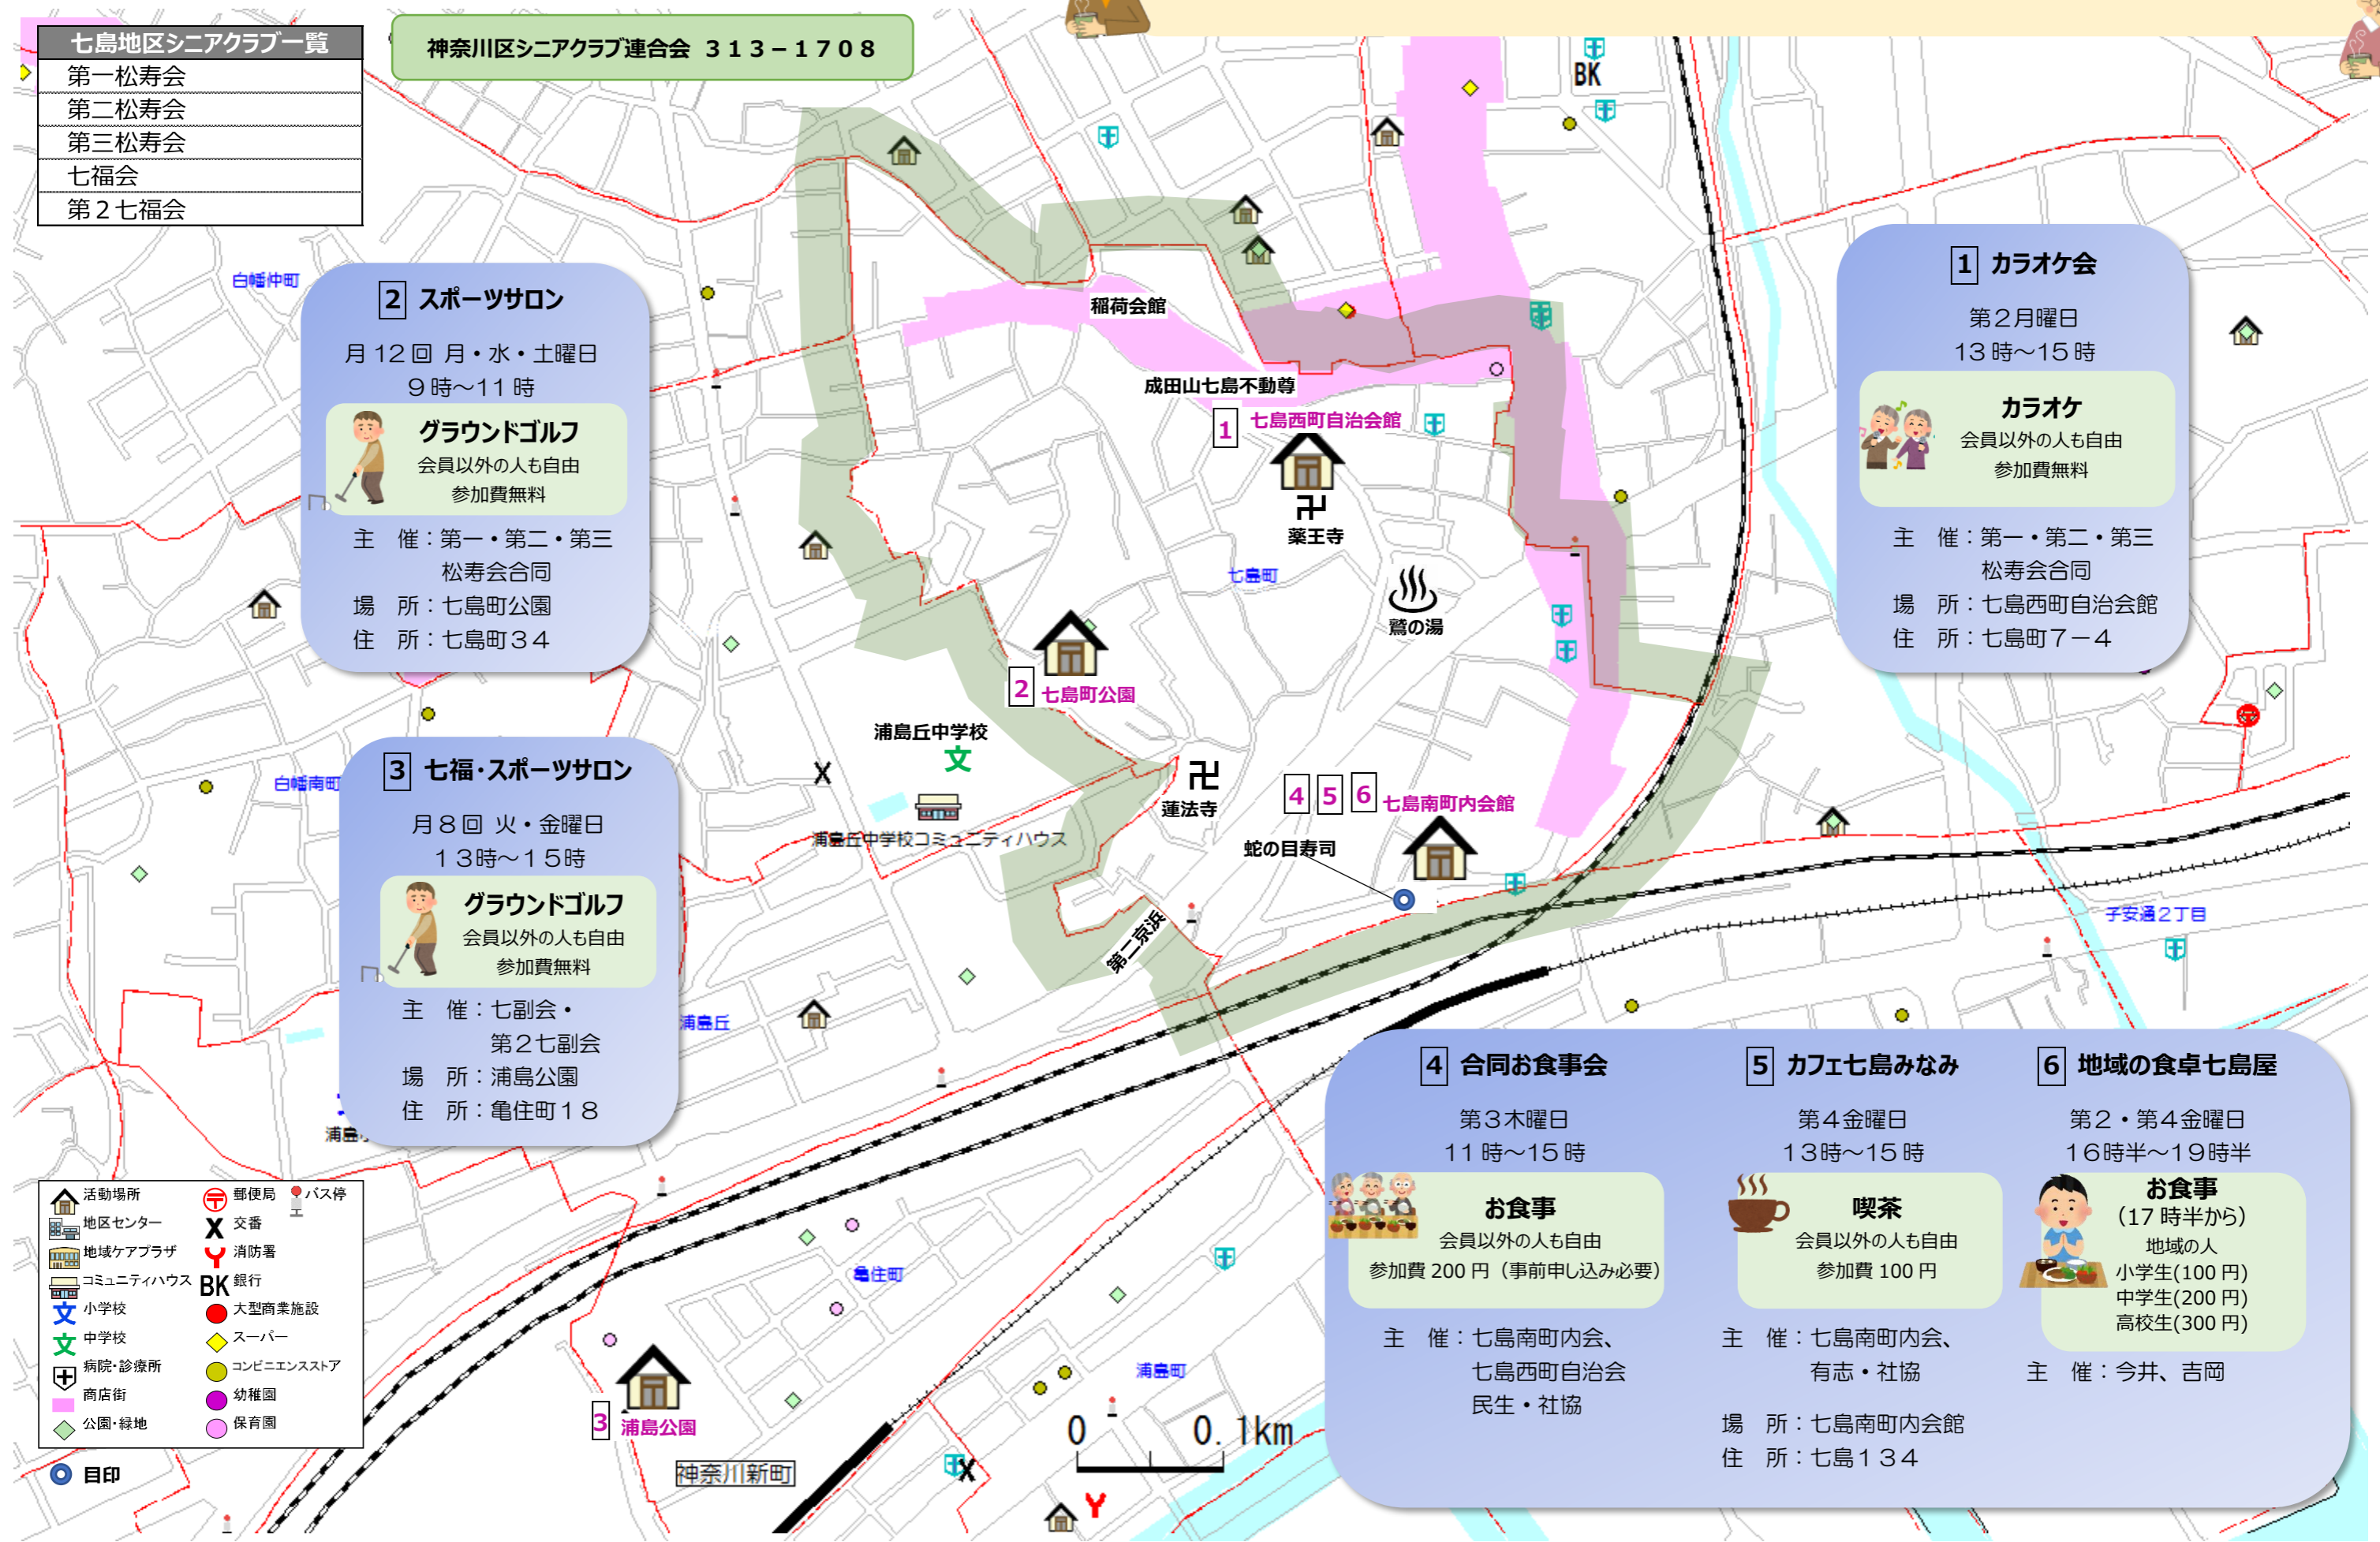 七島地区シニアクラブ一覧
第一松寿会
第二松寿会
第三松寿会
七福会
第２七福会
神奈川区シニアクラブ連合会 ３１３－１７０８
BK
白幡仲町
2 スポーツサロン
月 12 回 月・水・土曜日
９時～11 時
グラウンドゴルフ
会員以外の人も自由
参加費無料
主　催：第一・第二・第三
松寿会合同
場　所：七島町公園
住　所：七島町３４
稲荷会館
成田山七島不動尊
1 七島西町自治会館
薬王寺
七島町
鷲の湯
1 カラオケ会
第２月曜日
13 時～15 時
カラオケ
会員以外の人も自由
参加費無料
主　催：第一・第二・第三
松寿会合同
場　所：七島西町自治会館
住　所：七島町７－４
2 七島町公園
浦島丘中学校
文
浦島丘中学校コミュニティハウス
蓮法寺
4 5 6 七島南町内会館
蛇の目寿司
第二京浜
子安通２丁目
白幡南町
3 七福・スポーツサロン
月８回 火・金曜日
１３時～１５時
グラウンドゴルフ
会員以外の人も自由
参加費無料
主　催：七副会・
第２七副会
場　所：浦島公園
住　所：亀住町１８
浦島丘
4 合同お食事会
第３木曜日
11 時～15 時
お食事
会員以外の人も自由
参加費 200 円（事前申し込み必要）
主　催：七島南町内会、
七島西町自治会
民生・社協
5 カフェ七島みなみ
第４金曜日
13時～15 時
喫茶
会員以外の人も自由
参加費 100 円
主　催：七島南町内会、
有志・社協
場　所：七島南町内会館
住　所：七島１３４
6 地域の食卓七島屋
第２・第４金曜日
16時半～19時半
お食事
（17 時半から）
地域の人
小学生(100 円)
中学生(200 円)
高校生(300 円)
主　催：今井、吉岡
活動場所
地区センター
地域ケアプラザ
コミュニティハウス
文 小学校
文 中学校
病院・診療所
商店街
公園・緑地
郵便局
バス停
X 交番
Y 消防署
BK 銀行
大型商業施設
スーパー
コンビニエンスストア
幼稚園
保育園
目印
亀住町
浦島町
3 浦島公園
神奈川新町
0 0.1km